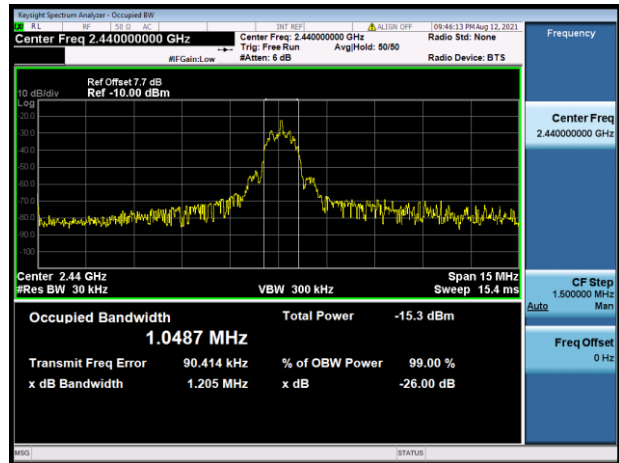 Keysight Spectrum Analyzer - Occupied BW
RL RF 50 Ω AC INT REF ALIGN OFF 09:46:13 PM Aug 12, 2021
Center Freq 2.440000000 GHz
Center Freq: 2.440000000 GHz
Radio Std: None
Trig: Free Run Avg|Hold: 50/50
#IFGain:Low
#Atten: 6 dB
Radio Device: BTS
Frequency
Ref Offset 7.7 dB
10 dB/div Ref -10.00 dBm
Log
-20.0
-30.0
-40.0
-50.0
-60.0
-70.0
-80.0
-90.0
-100
Center Freq
2.440000000 GHz
Center 2.44 GHz Span 15 MHz
#Res BW 30 kHz VBW 300 kHz Sweep 15.4 ms
CF Step
1.500000 MHz
Auto Man
Occupied Bandwidth Total Power -15.3 dBm
1.0487 MHz
Transmit Freq Error 90.414 kHz % of OBW Power 99.00 %
x dB Bandwidth 1.205 MHz x dB -26.00 dB
Freq Offset
0 Hz
MSG STATUS